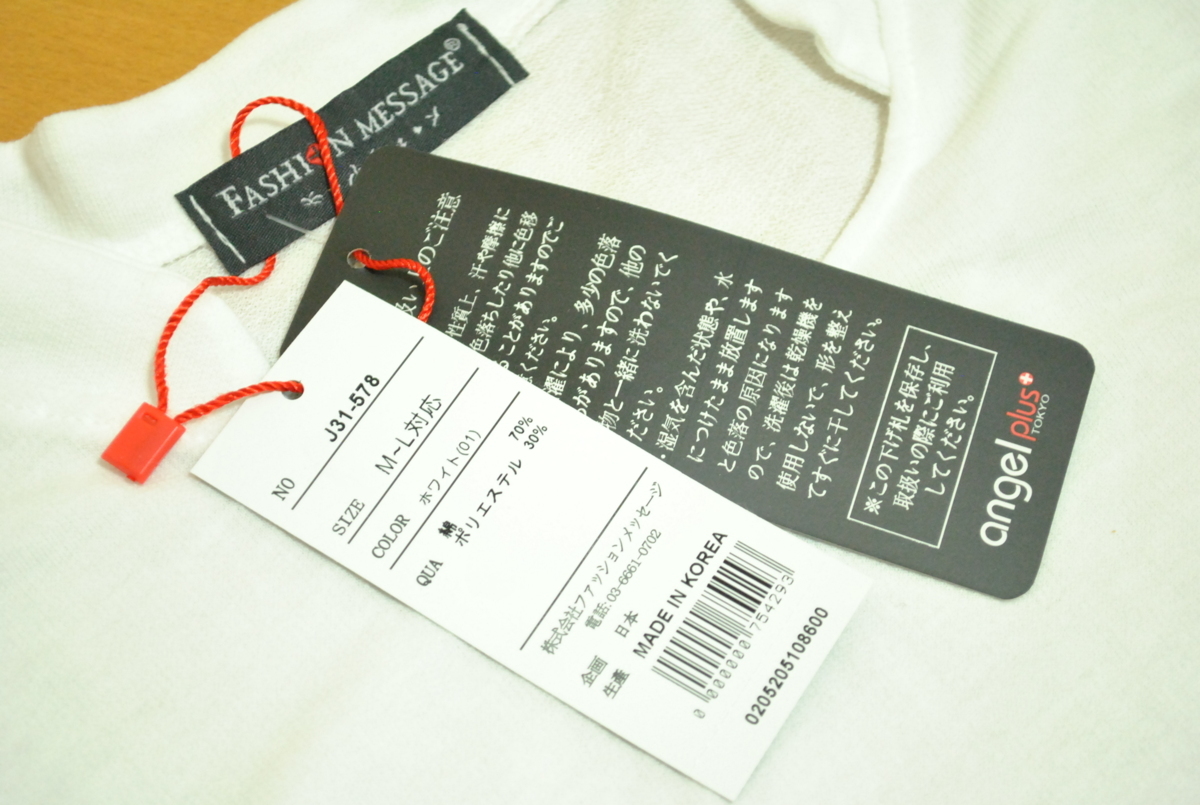 FASHION MESSAGE®
のご注意
性質上、汗や摩擦に
色落ちしたり他に色移
ことがありますのでご
ください。
により、多少の色落
がありますので、他の
物と一緒に洗わないでく
ださい。
・湿気を含んだ状態や、水
につけたまま放置します
と色落の原因になります
ので、洗濯後は乾燥機を
使用しないで、形を整え
てすぐに干してください。
※この下げ札を保存し、
取扱いの際にご利用
してください。
angel plus+
TOKYO
NO J31-578
SIZE M~L対応
COLOR ホワイト(01)
QUA 綿 70%
ポリエステル 30%
株式会社ファッションメッセージ
電話:03-6661-0702
企画 日本
生産 MADE IN KOREA
0 000000 754293
0205205108600